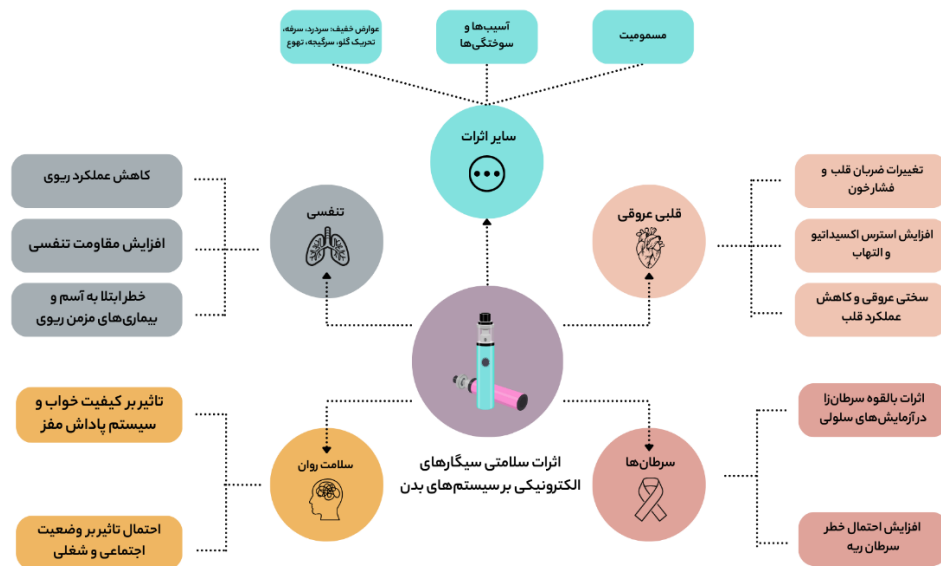 عوارض خفیف: سردرد، سرفه،
تحریک گلو، سرگیجه، تهوع
آسیب‌ها و
سوختگی‌ها
مسمومیت
سایر اثرات
قلبی عروقی
تغییرات ضربان قلب و
فشار خون
افزایش استرس اکسیداتیو
و التهاب
سختی عروقی و کاهش
عملکرد قلب
تنفسی
کاهش عملکرد ریوی
افزایش مقاومت تنفسی
خطر ابتلا به آسم و
بیماری‌های مزمن ریوی
اثرات سلامتی سیگارهای
الکترونیکی بر سیستم‌های بدن
سرطان‌ها
اثرات بالقوه سرطان‌زا
در آزمایش‌های سلولی
افزایش احتمال خطر
سرطان ریه
سلامت روان
تاثیر بر کیفیت خواب و
سیستم پاداش مفز
احتمال تاثیر بر وضعیت
اجتماعی و شغلی